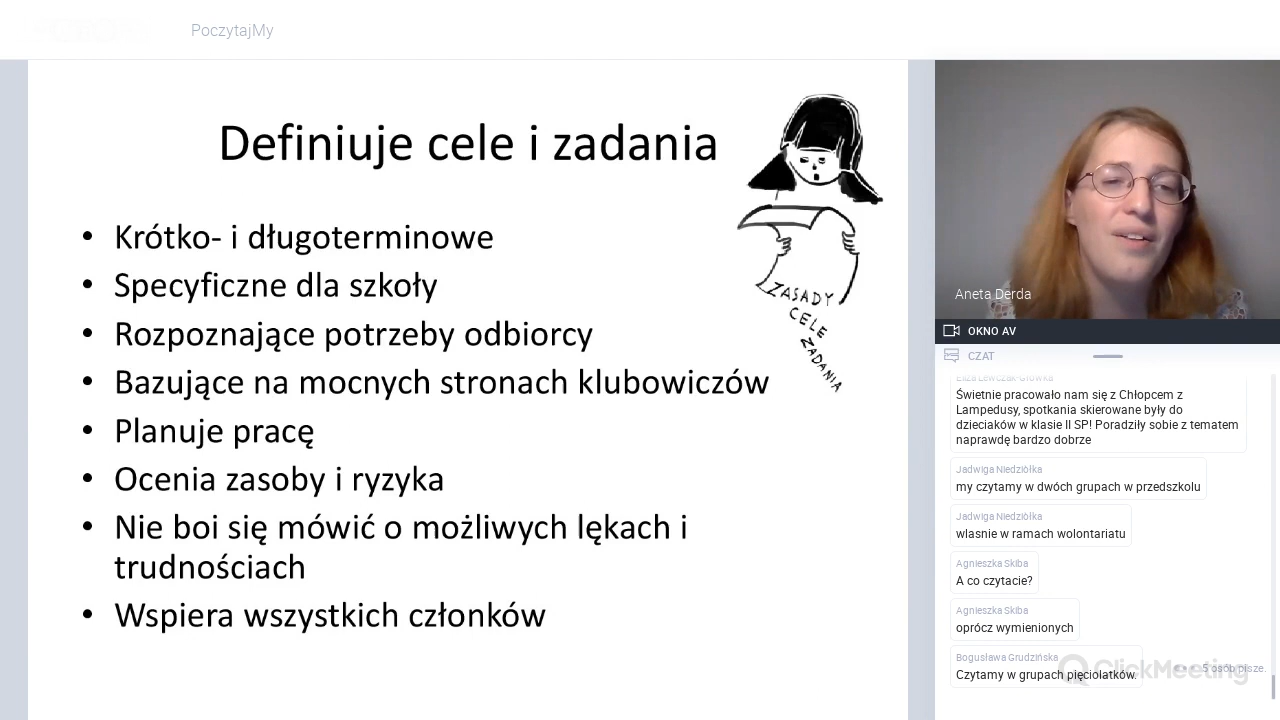 PoczytajMy
Definiuje cele i zadania
• Krótko- i długoterminowe
• Specyficzne dla szkoły
• Rozpoznające potrzeby odbiorcy
• Bazujące na mocnych stronach klubowiczów
• Planuje pracę
• Ocenia zasoby i ryzyka
• Nie boi się mówić o możliwych lękach i
trudnościach
• Wspiera wszystkich członków
ZASADY
CELE
ZADANIA
Aneta Derda
OKNO AV
CZAT
Eliza Lewczak-Główka
Świetnie pracowało nam się z Chłopcem z
Lampedusy, spotkania skierowane były do
dzieciaków w klasie II SP! Poradziły sobie z tematem
naprawdę bardzo dobrze
Jadwiga Niedziółka
my czytamy w dwóch grupach w przedszkolu
Jadwiga Niedziółka
wlasnie w ramach wolontariatu
Agnieszka Skiba
A co czytacie?
Agnieszka Skiba
oprócz wymienionych
Bogusława Grudzińska
Czytamy w grupach pięciolatków.
ClickMeeting
5 osób pisze.